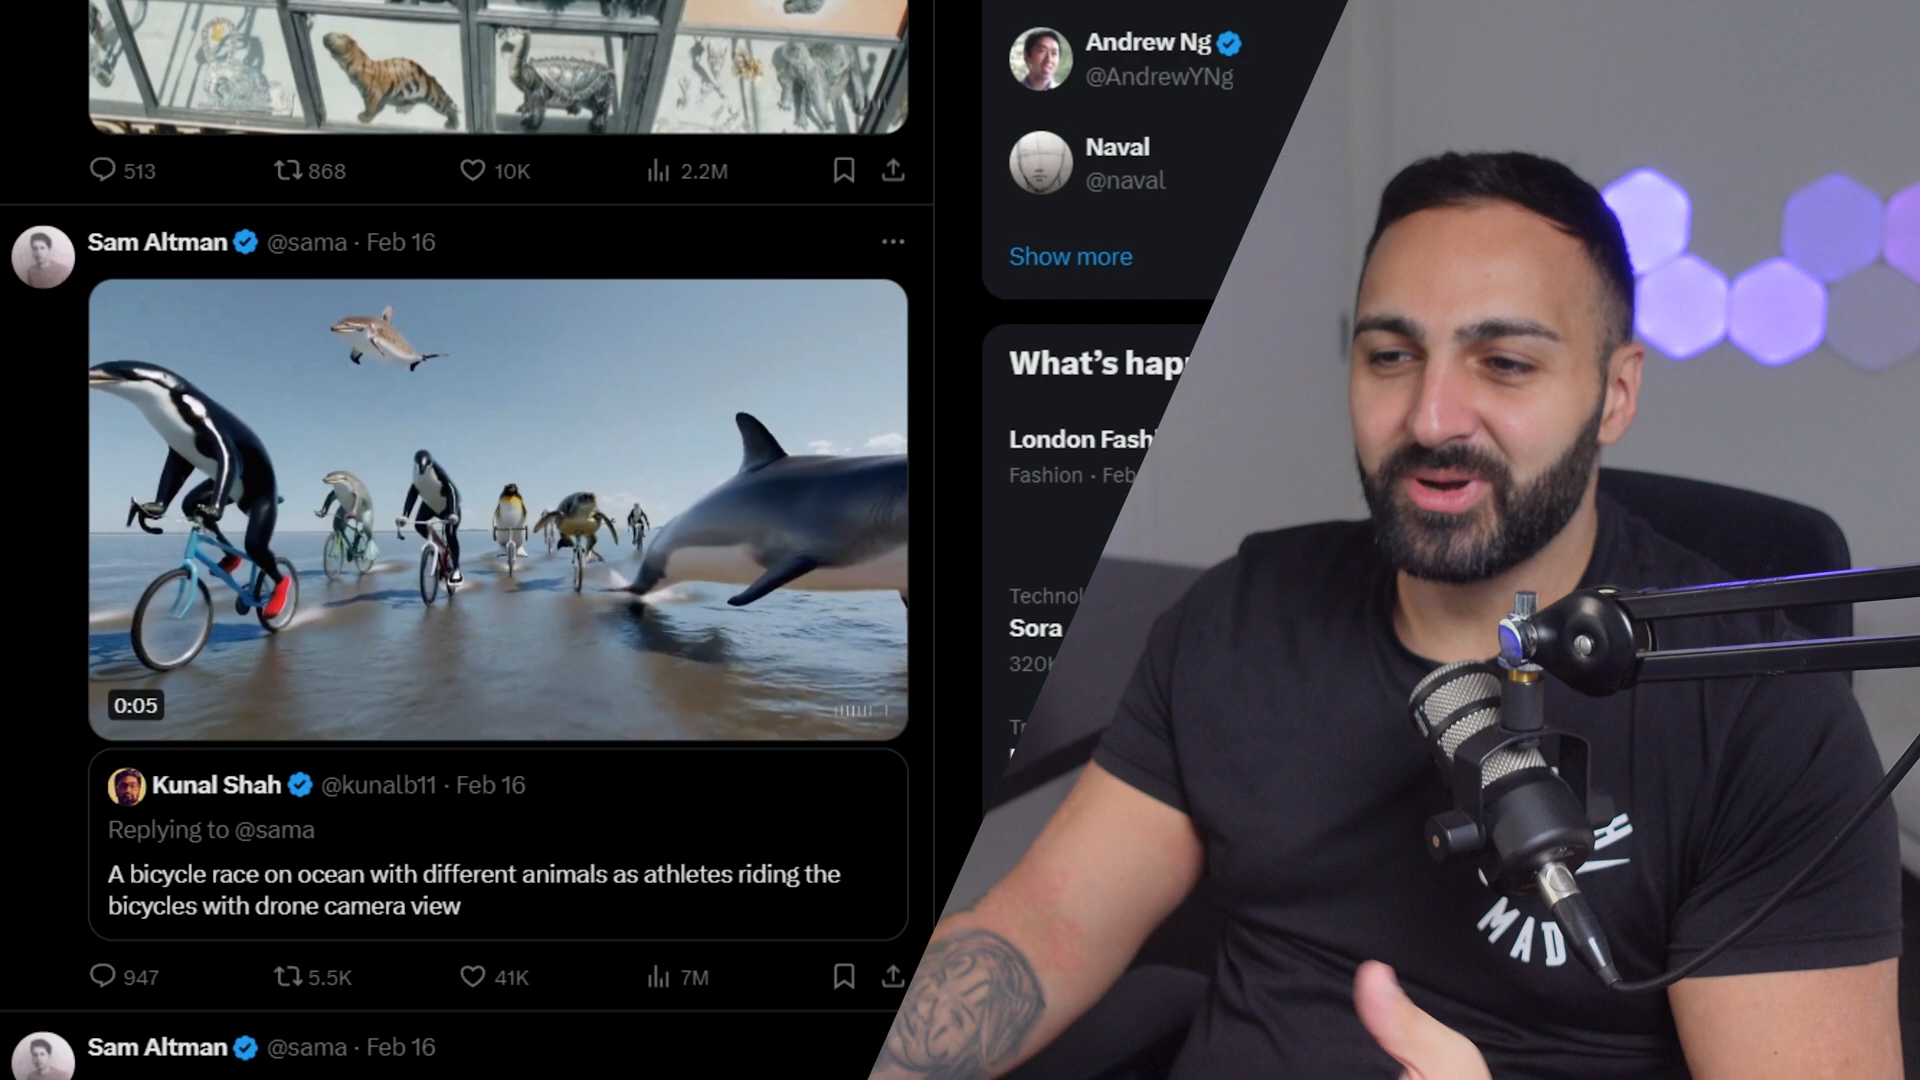 513 868 10K 2.2M
Sam Altman @sama · Feb 16
0:05
Kunal Shah @kunalb11 · Feb 16
Replying to @sama
A bicycle race on ocean with different animals as athletes riding the
bicycles with drone camera view
947 5.5K 41K 7M
Sam Altman @sama · Feb 16
Andrew Ng
@AndrewYNg
Naval
@naval
Show more
What's hap
London Fash
Fashion · Feb
Technol
Sora
320K
MAD